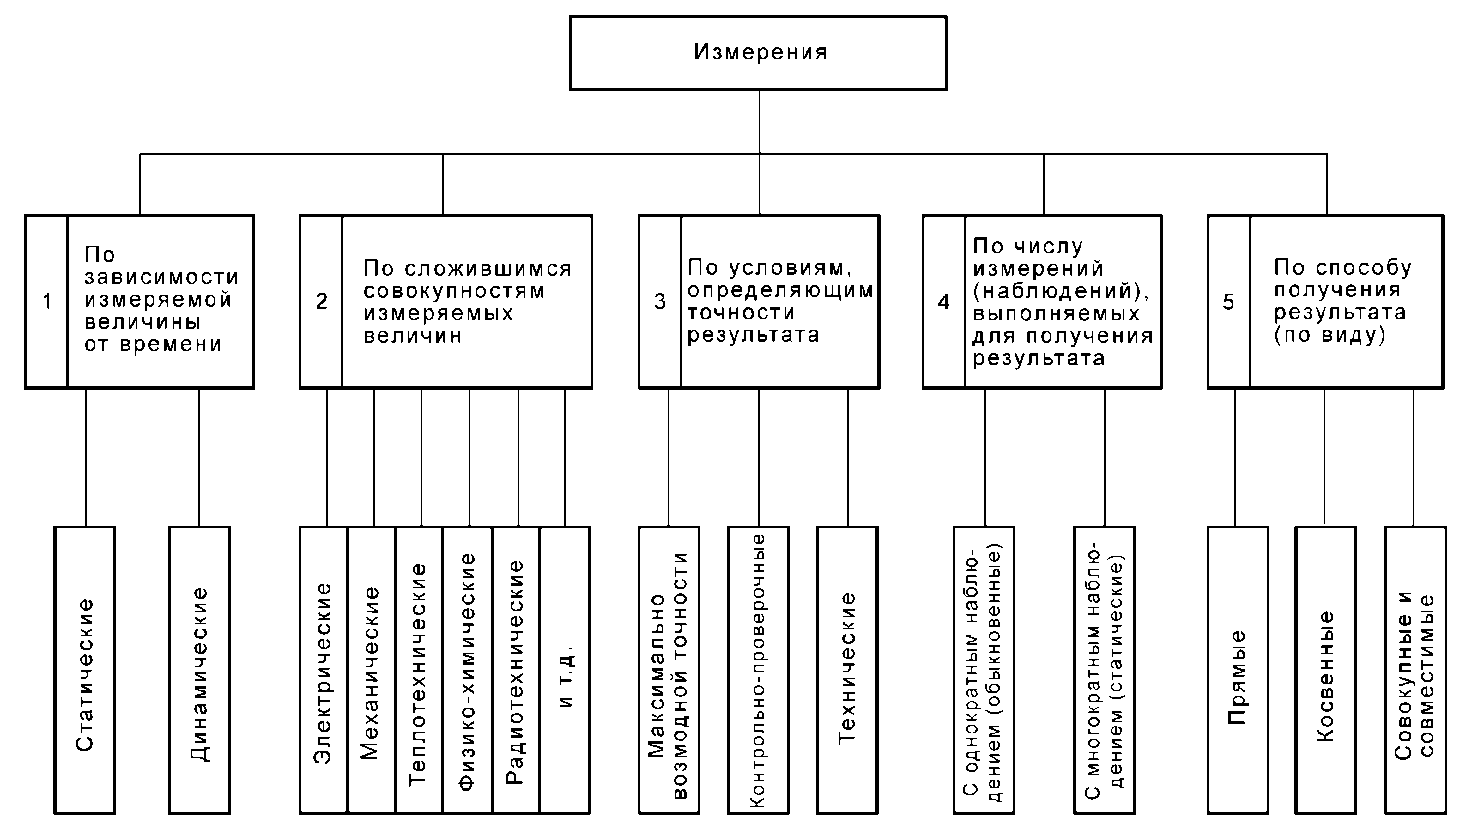 Измерения
1
По
зависимости
измеряемой
величины
от времени
2
По сложившимся
совокупностям
измеряемых
величин
3
По условиям,
определяющим
точности
результата
4
По числу
измерений
(наблюдений),
выполняемых
для получения
результата
5
По способу
получения
результата
(по виду)
Статические
Динамические
Электрические
Механические
Теплотехнические
Физико-химические
Радиотехнические
и т.д.
Максимально
возмодной точности
Контрольно-проверочные
Технические
С однократным наблю-
дением (обыкновенные)
С многократным наблю-
дением (статические)
Прямые
Косвенные
Совокупные и
совместимые